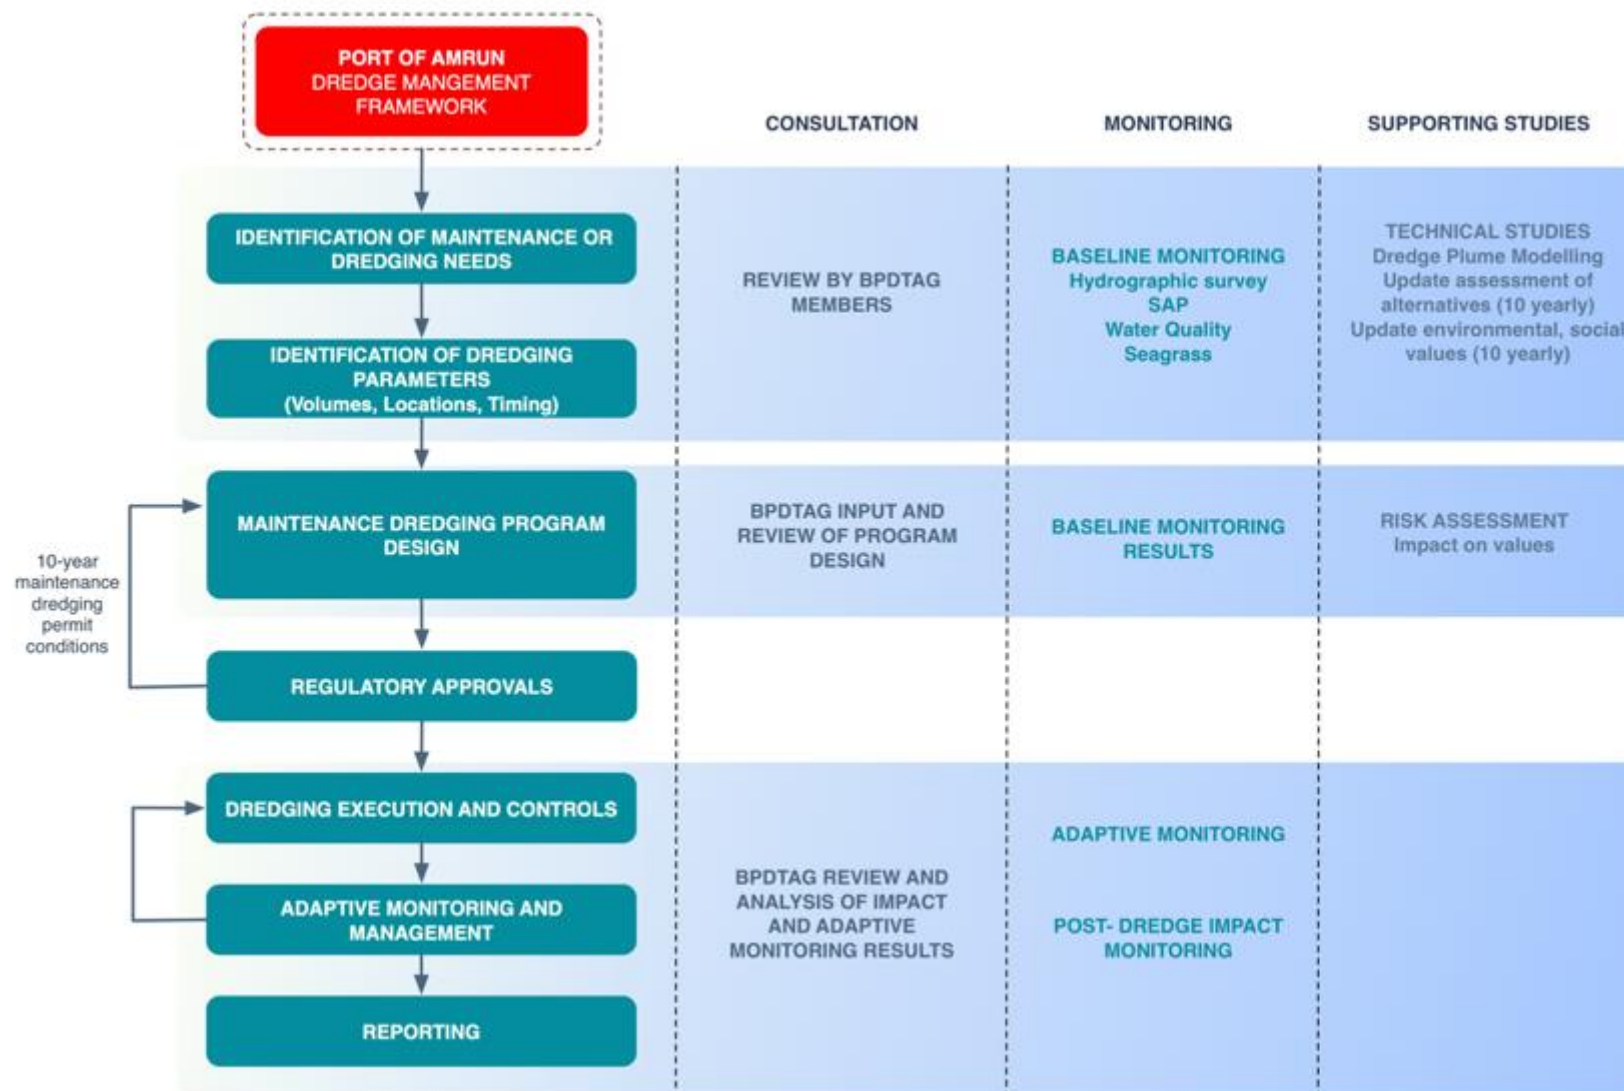 PORT OF AMRUN
DREDGE MANGEMENT
FRAMEWORK
CONSULTATION
MONITORING
SUPPORTING STUDIES
IDENTIFICATION OF MAINTENANCE OR
DREDGING NEEDS
IDENTIFICATION OF DREDGING
PARAMETERS
(Volumes, Locations, Timing)
REVIEW BY BPDTAG
MEMBERS
BASELINE MONITORING
Hydrographic survey
SAP
Water Quality
Seagrass
TECHNICAL STUDIES
Dredge Plume Modelling
Update assessment of
alternatives (10 yearly)
Update environmental, social
values (10 yearly)
10-year
maintenance
dredging
permit
conditions
MAINTENANCE DREDGING PROGRAM
DESIGN
BPDTAG INPUT AND
REVIEW OF PROGRAM
DESIGN
BASELINE MONITORING
RESULTS
RISK ASSESSMENT
Impact on values
REGULATORY APPROVALS
DREDGING EXECUTION AND CONTROLS
ADAPTIVE MONITORING AND
MANAGEMENT
REPORTING
BPDTAG REVIEW AND
ANALYSIS OF IMPACT
AND ADAPTIVE
MONITORING RESULTS
ADAPTIVE MONITORING
POST- DREDGE IMPACT
MONITORING